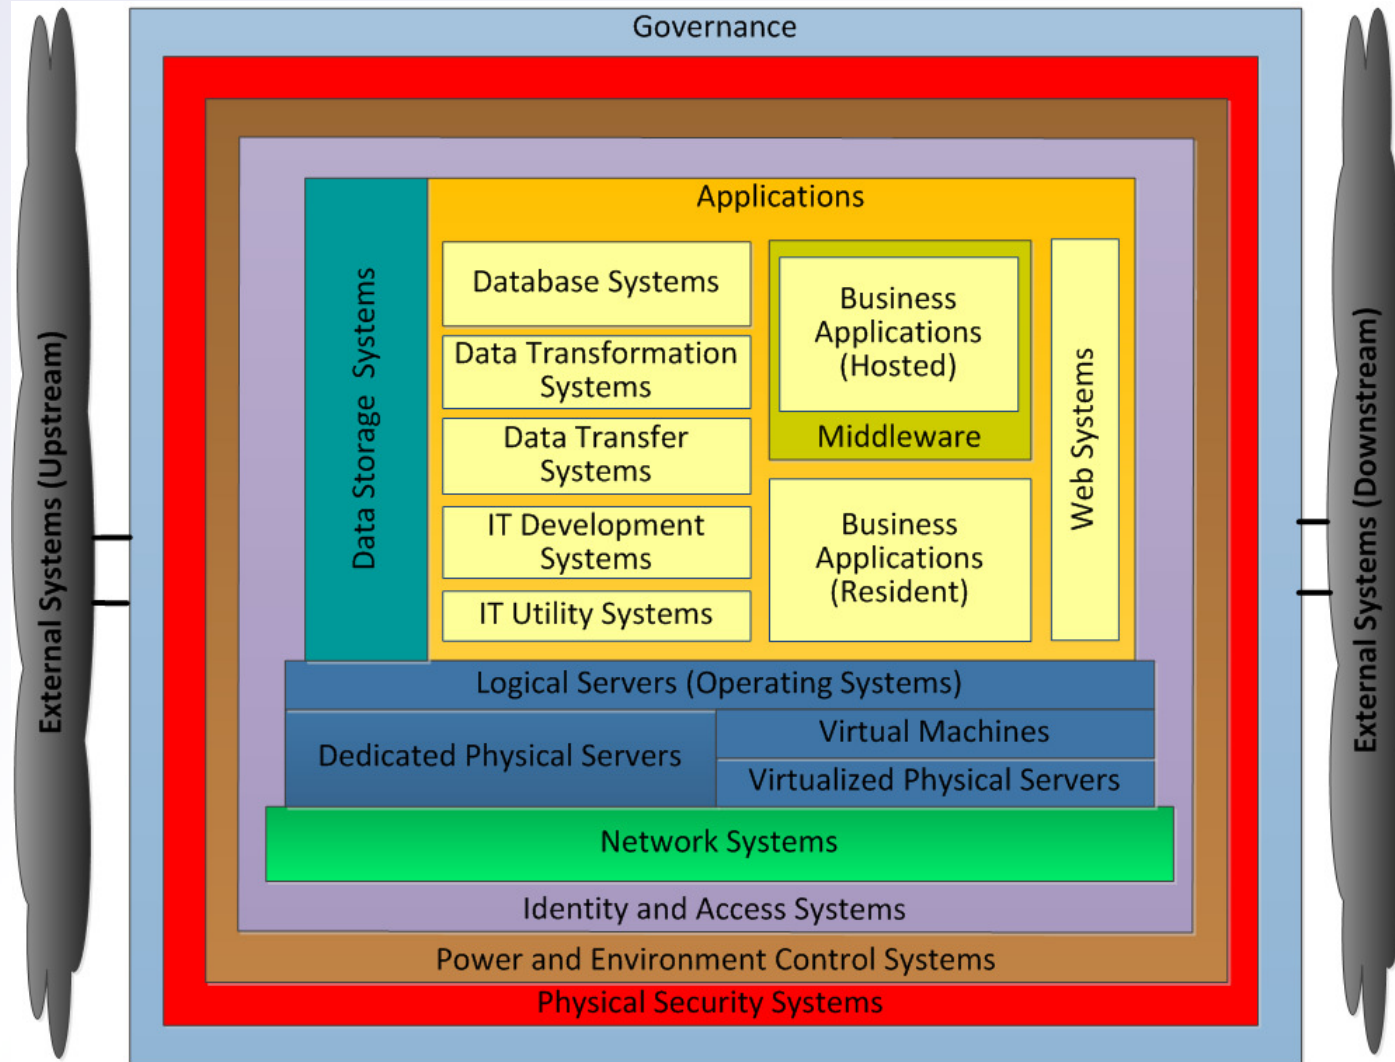 Governance
External Systems (Upstream)
Data Storage  Systems
Applications
Database Systems
Data Transformation
Systems
Data Transfer
Systems
IT Development
Systems
IT Utility Systems
Business
Applications
(Hosted)
Middleware
Business
Applications
(Resident)
Web Systems
External Systems (Downstream)
Logical Servers (Operating Systems)
Dedicated Physical Servers
Virtual Machines
Virtualized Physical Servers
Network Systems
Identity and Access Systems
Power and Environment Control Systems
Physical Security Systems